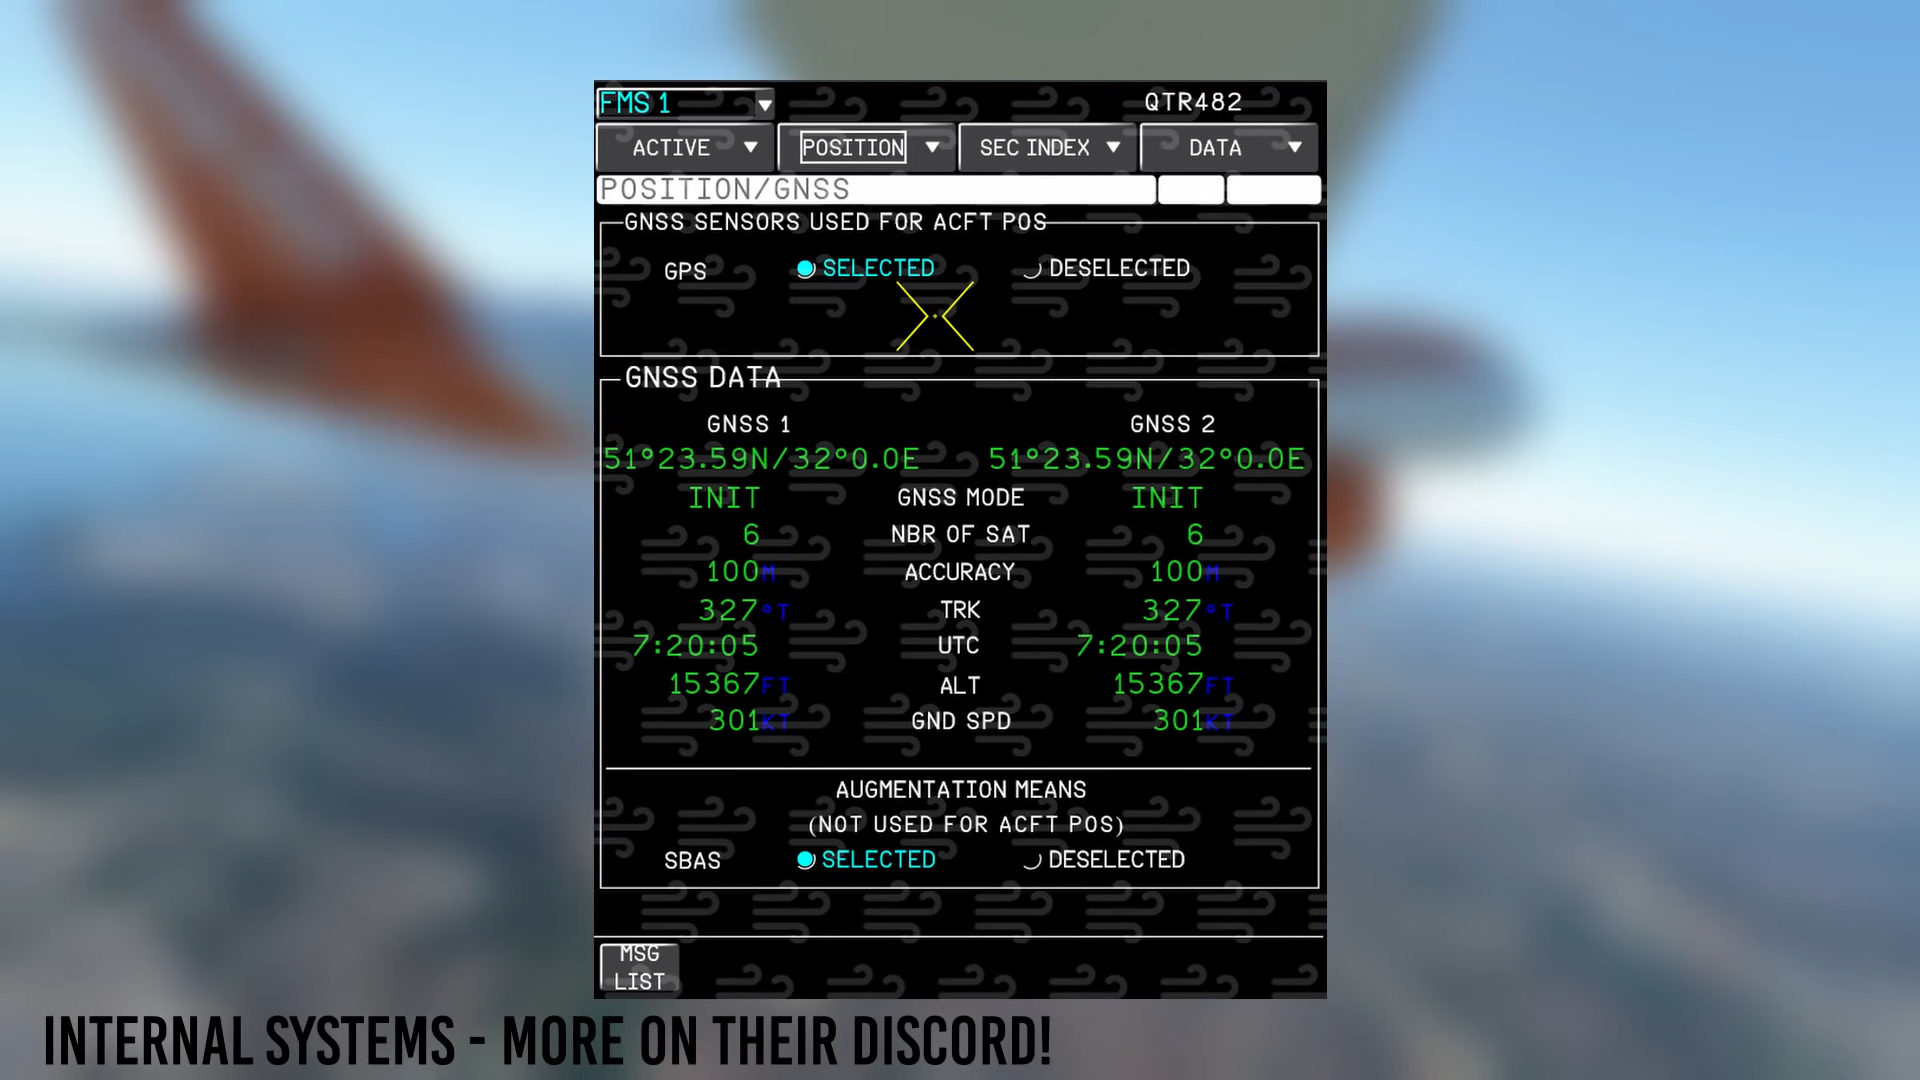 FMS 1 QTR482
ACTIVE POSITION SEC INDEX DATA
POSITION/GNSS
GNSS SENSORS USED FOR ACFT POS
GPS SELECTED DESELECTED
GNSS DATA
GNSS 1 GNSS 2
51°23.59N/32°0.0E 51°23.59N/32°0.0E
INIT GNSS MODE INIT
6 NBR OF SAT 6
100M ACCURACY 100M
327°T TRK 327°T
7:20:05 UTC 7:20:05
15367FT ALT 15367FT
301KT GND SPD 301KT
AUGMENTATION MEANS
(NOT USED FOR ACFT POS)
SBAS SELECTED DESELECTED
MSG
LIST
INTERNAL SYSTEMS - MORE ON THEIR DISCORD!